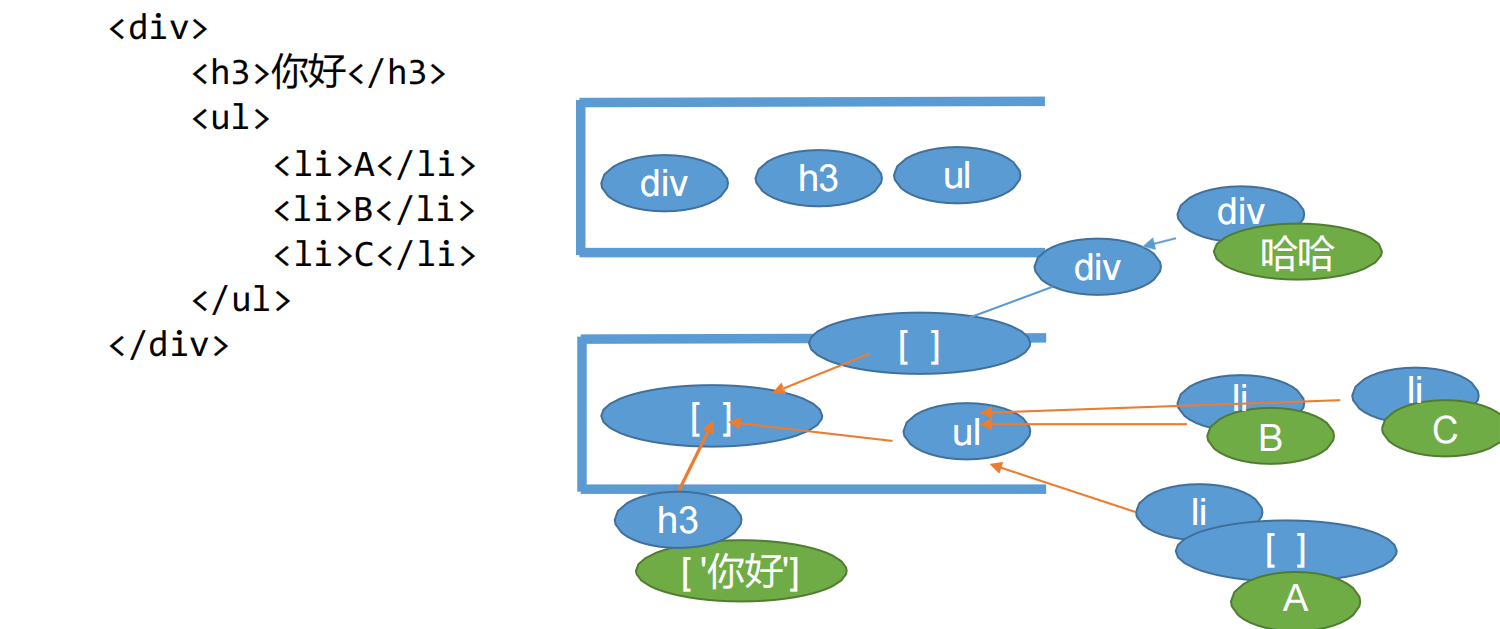 <div>
<h3>你好</h3>
<ul>
<li>A</li>
<li>B</li>
<li>C</li>
</ul>
</div>
div
h3
ul
div
哈哈
div
[ ]
[ ]
ul
li
B
li
C
h3
['你好']
li
[ ]
A